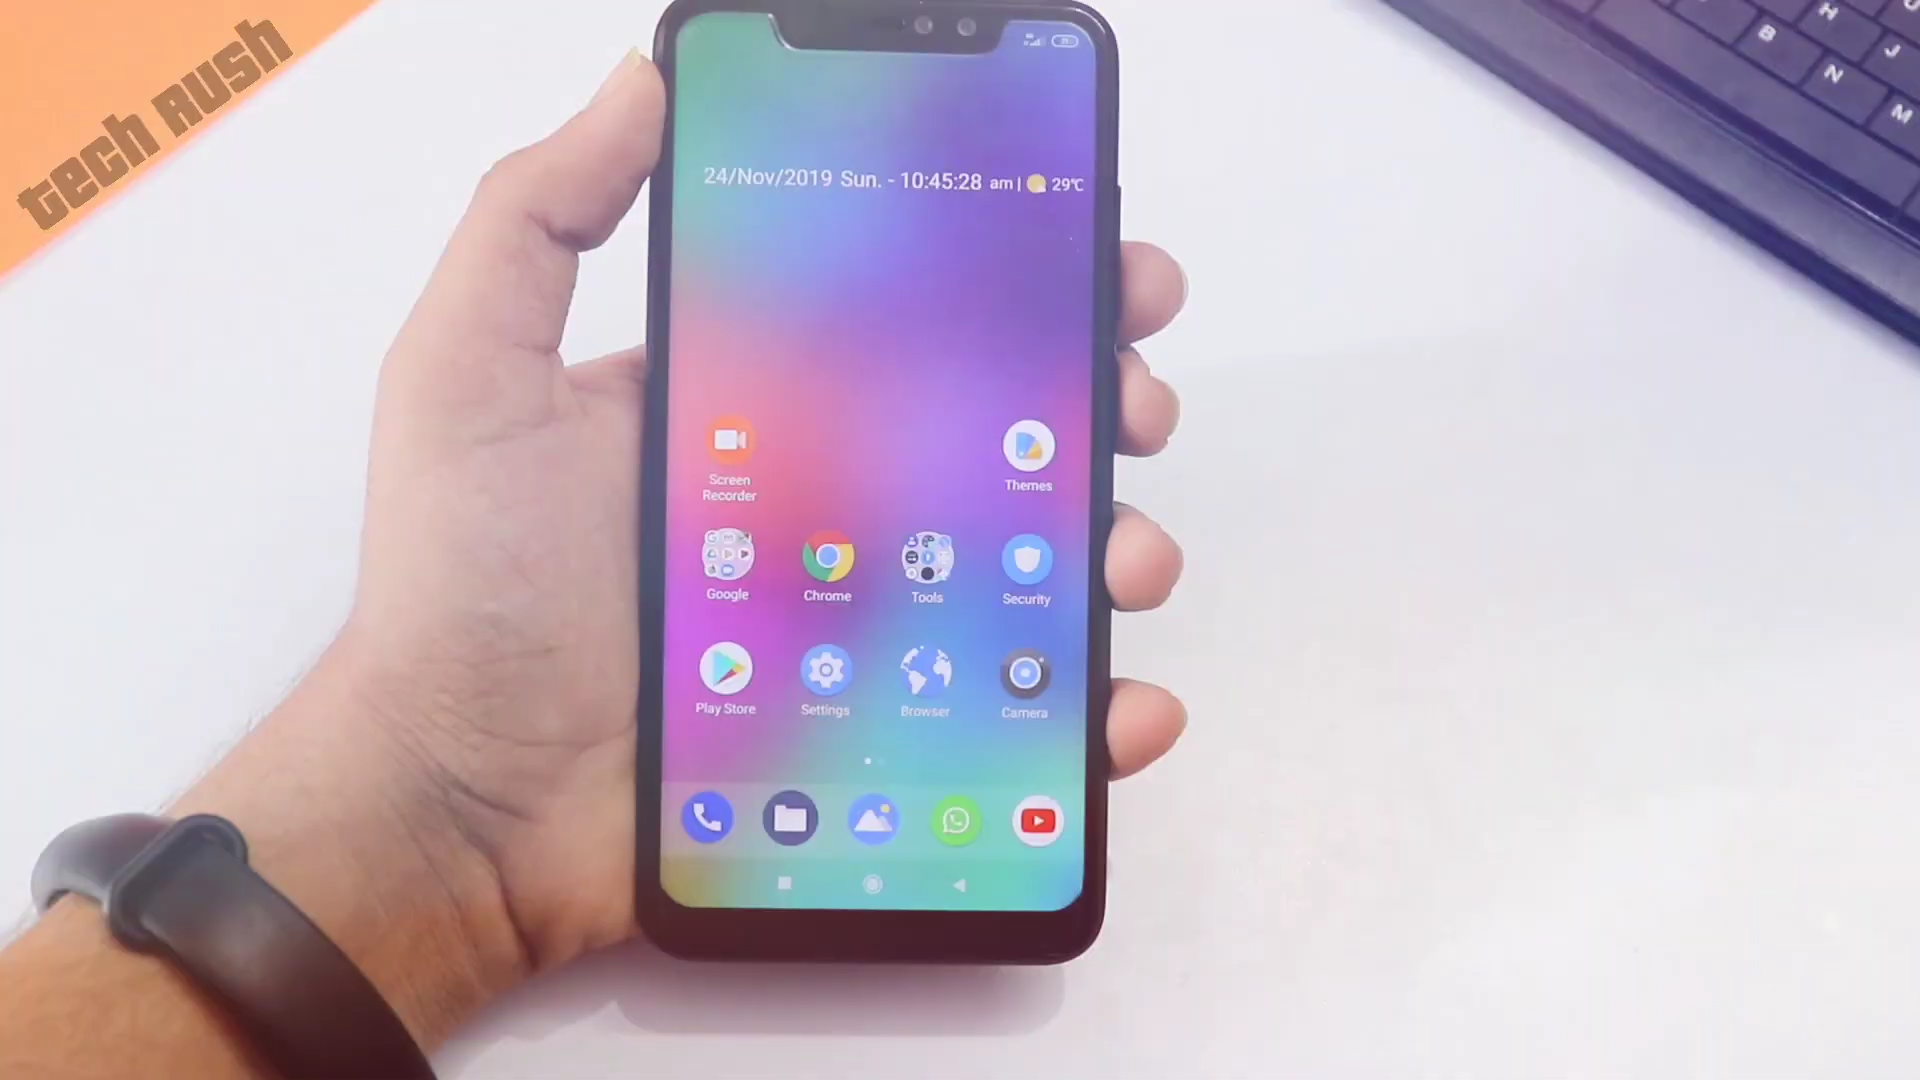 Tech Rush
24/Nov/2019 Sun. - 10:45:28 am | 29℃
Screen Recorder
Themes
Google
Chrome
Tools
Security
Play Store
Settings
Browser
Camera
H
J
B
N
M